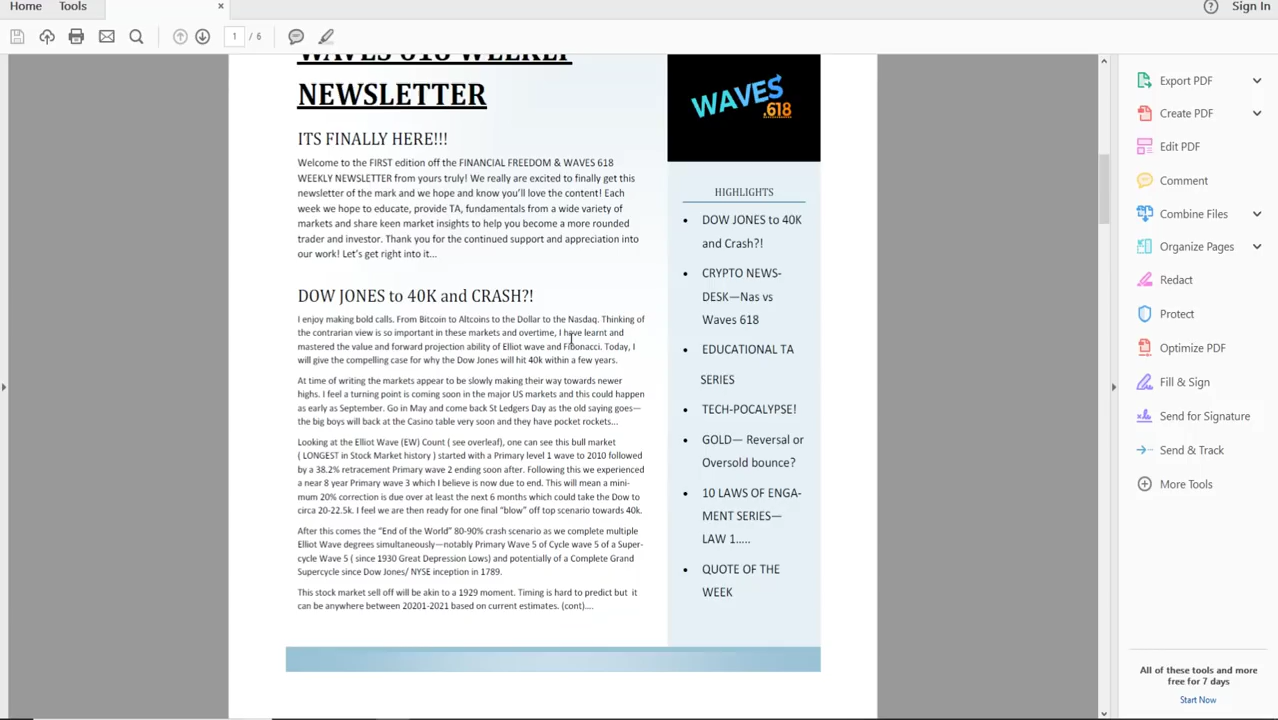 Home
Tools
×
Sign In
1 / 6
WAVES 618 WEEKLY
NEWSLETTER
ITS FINALLY HERE!!!
Welcome to the FIRST edition off the FINANCIAL FREEDOM & WAVES 618
WEEKLY NEWSLETTER from yours truly! We really are excited to finally get this
newsletter of the mark and we hope and know you'll love the content! Each
week we hope to educate, provide TA, fundamentals from a wide variety of
markets and share keen market insights to help you become a more rounded
trader and investor. Thank you for the continued support and appreciation into
our work! Let's get right into it...
DOW JONES to 40K and CRASH?!
I enjoy making bold calls. From Bitcoin to Altcoins to the Dollar to the Nasdaq. Thinking of
the contrarian view is so important in these markets and overtime, I have learnt and
mastered the value and forward projection ability of Elliot wave and Fibonacci. Today, I
will give the compelling case for why the Dow Jones will hit 40k within a few years.
At time of writing the markets appear to be slowly making their way towards newer
highs. I feel a turning point is coming soon in the major US markets and this could happen
as early as September. Go in May and come back St Ledgers Day as the old saying goes—
the big boys will back at the Casino table very soon and they have pocket rockets...
Looking at the Elliot Wave (EW) Count ( see overleaf), one can see this bull market
( LONGEST in Stock Market history ) started with a Primary level 1 wave to 2010 followed
by a 38.2% retracement Primary wave 2 ending soon after. Following this we experienced
a near 8 year Primary wave 3 which I believe is now due to end. This will mean a mini-
mum 20% correction is due over at least the next 6 months which could take the Dow to
circa 20-22.5k. I feel we are then ready for one final "blow" off top scenario towards 40k.
After this comes the "End of the World" 80-90% crash scenario as we complete multiple
Elliot Wave degrees simultaneously—notably Primary Wave 5 of Cycle wave 5 of a Super-
cycle Wave 5 ( since 1930 Great Depression Lows) and potentially of a Complete Grand
Supercycle since Dow Jones/ NYSE inception in 1789.
This stock market sell off will be akin to a 1929 moment. Timing is hard to predict but  it
can be anywhere between 20201-2021 based on current estimates. (cont)....
WAVES
.618
HIGHLIGHTS
• DOW JONES to 40K
and Crash?!
• CRYPTO NEWS-
DESK—Nas vs
Waves 618
• EDUCATIONAL TA
SERIES
• TECH-POCALYPSE!
• GOLD— Reversal or
Oversold bounce?
• 10 LAWS OF ENGA-
MENT SERIES—
LAW 1.....
• QUOTE OF THE
WEEK
Export PDF
Create PDF
Edit PDF
Comment
Combine Files
Organize Pages
Redact
Protect
Optimize PDF
Fill & Sign
Send for Signature
Send & Track
More Tools
All of these tools and more
free for 7 days
Start Now